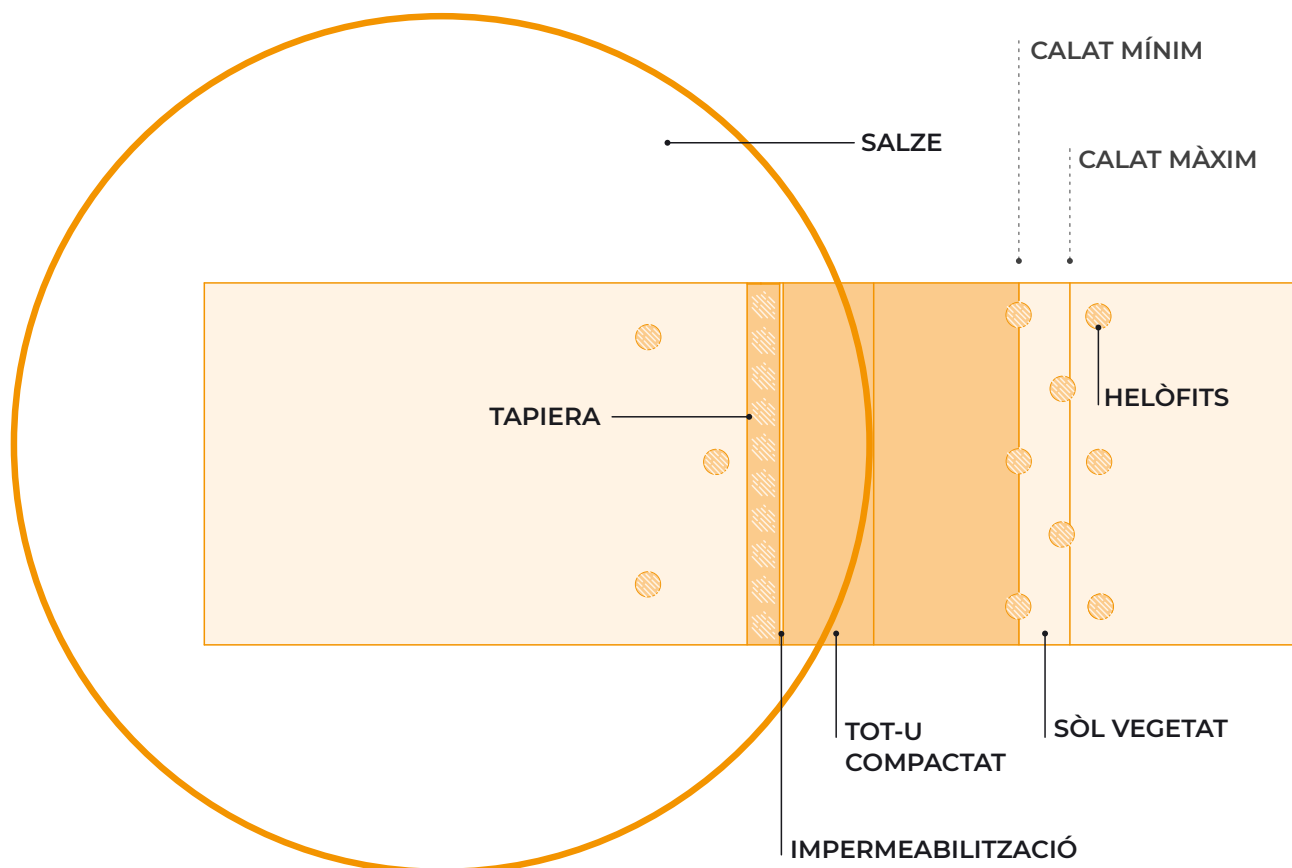 CALAT MÍNIM
SALZE
CALAT MÀXIM
HELÒFITS
TAPIERA
TOT-U
COMPACTAT
SÒL VEGETAT
IMPERMEABILITZACIÓ